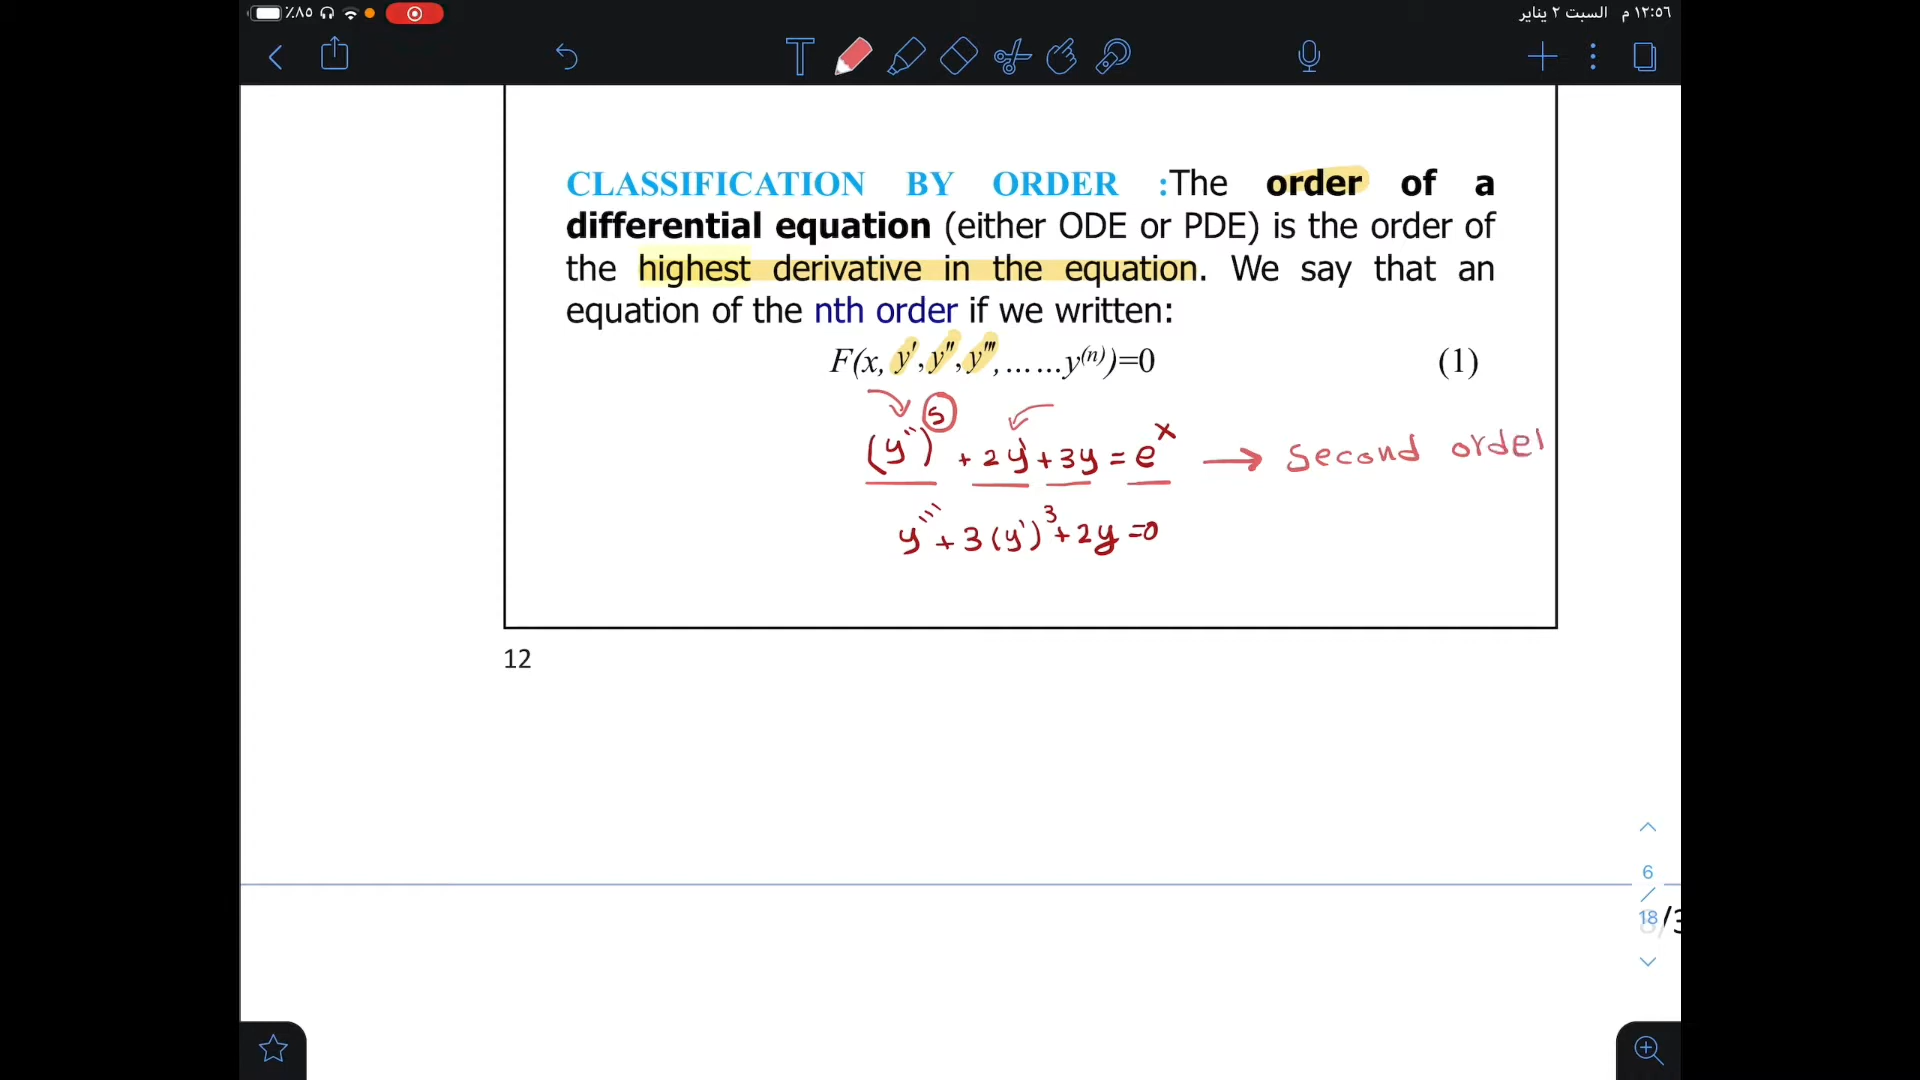 ٪٨٥
١٢:٥٦ م السبت ٢ يناير
CLASSIFICATION BY ORDER :The order of a
differential equation (either ODE or PDE) is the order of
the highest derivative in the equation. We say that an
equation of the nth order if we written:
F(x, y',y'',y''',……y⁽ⁿ⁾)=0 (1)
(y'')⁵ + 2y' + 3y = eˣ → Second order
y''' + 3(y')³ + 2y = 0
12
6
/
18